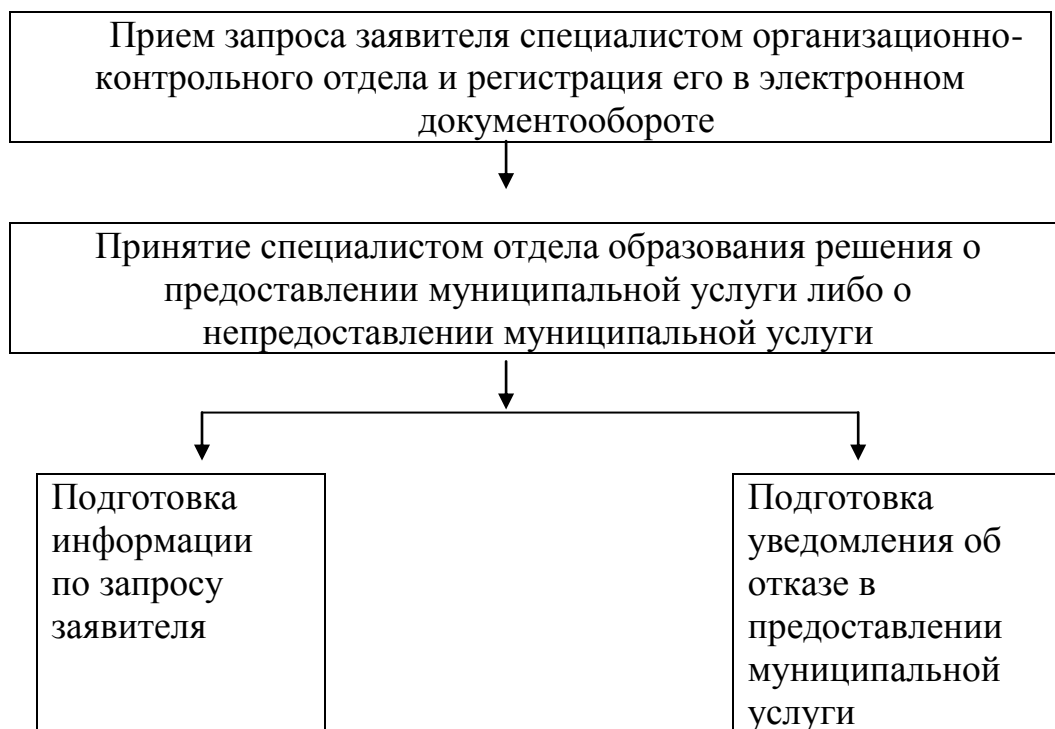 Прием запроса заявителя специалистом организационно-
контрольного отдела и регистрация его в электронном
документообороте
Принятие специалистом отдела образования решения о
предоставлении муниципальной услуги либо о
непредоставлении муниципальной услуги
Подготовка
информации
по запросу
заявителя
Подготовка
уведомления об
отказе в
предоставлении
муниципальной
услуги